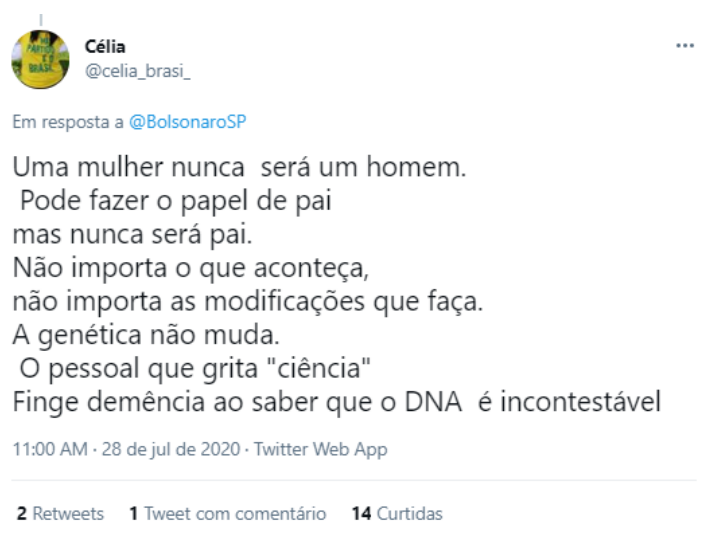 Célia
@celia_brasi_
Em resposta a @BolsonaroSP
Uma mulher nunca  será um homem.
 Pode fazer o papel de pai
mas nunca será pai.
Não importa o que aconteça,
não importa as modificações que faça.
A genética não muda.
 O pessoal que grita "ciência"
Finge demência ao saber que o DNA  é incontestável
11:00 AM · 28 de jul de 2020 · Twitter Web App
2 Retweets 1 Tweet com comentário 14 Curtidas